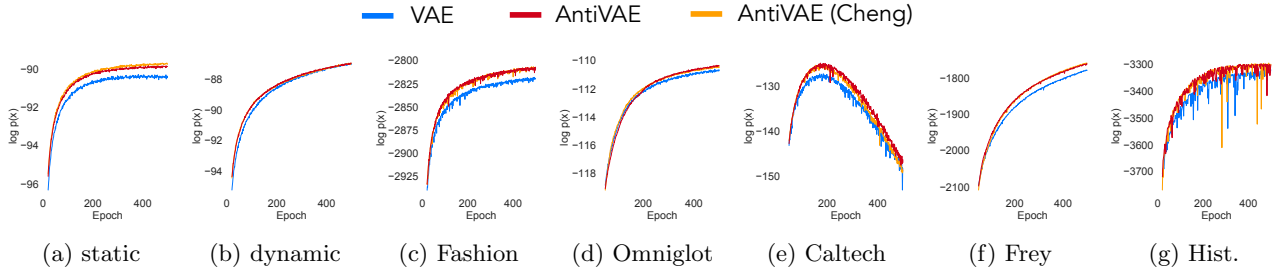 VAE AntiVAE AntiVAE (Cheng)
log p(x)
−90
−92
−94
−96
0 200 400
Epoch
(a) static
log p(x)
−88
−90
−92
−94
0 200 400
Epoch
(b) dynamic
log p(x)
−2800
−2825
−2850
−2875
−2900
−2925
0 200 400
Epoch
(c) Fashion
log p(x)
−110
−112
−114
−116
−118
200 400
Epoch
(d) Omniglot
log p(x)
−130
−140
−150
200 400
Epoch
(e) Caltech
log p(x)
−1800
−1900
−2000
−2100
200 400
Epoch
(f) Frey
log p(x)
−3300
−3400
−3500
−3600
−3700
0 200 400
Epoch
(g) Hist.